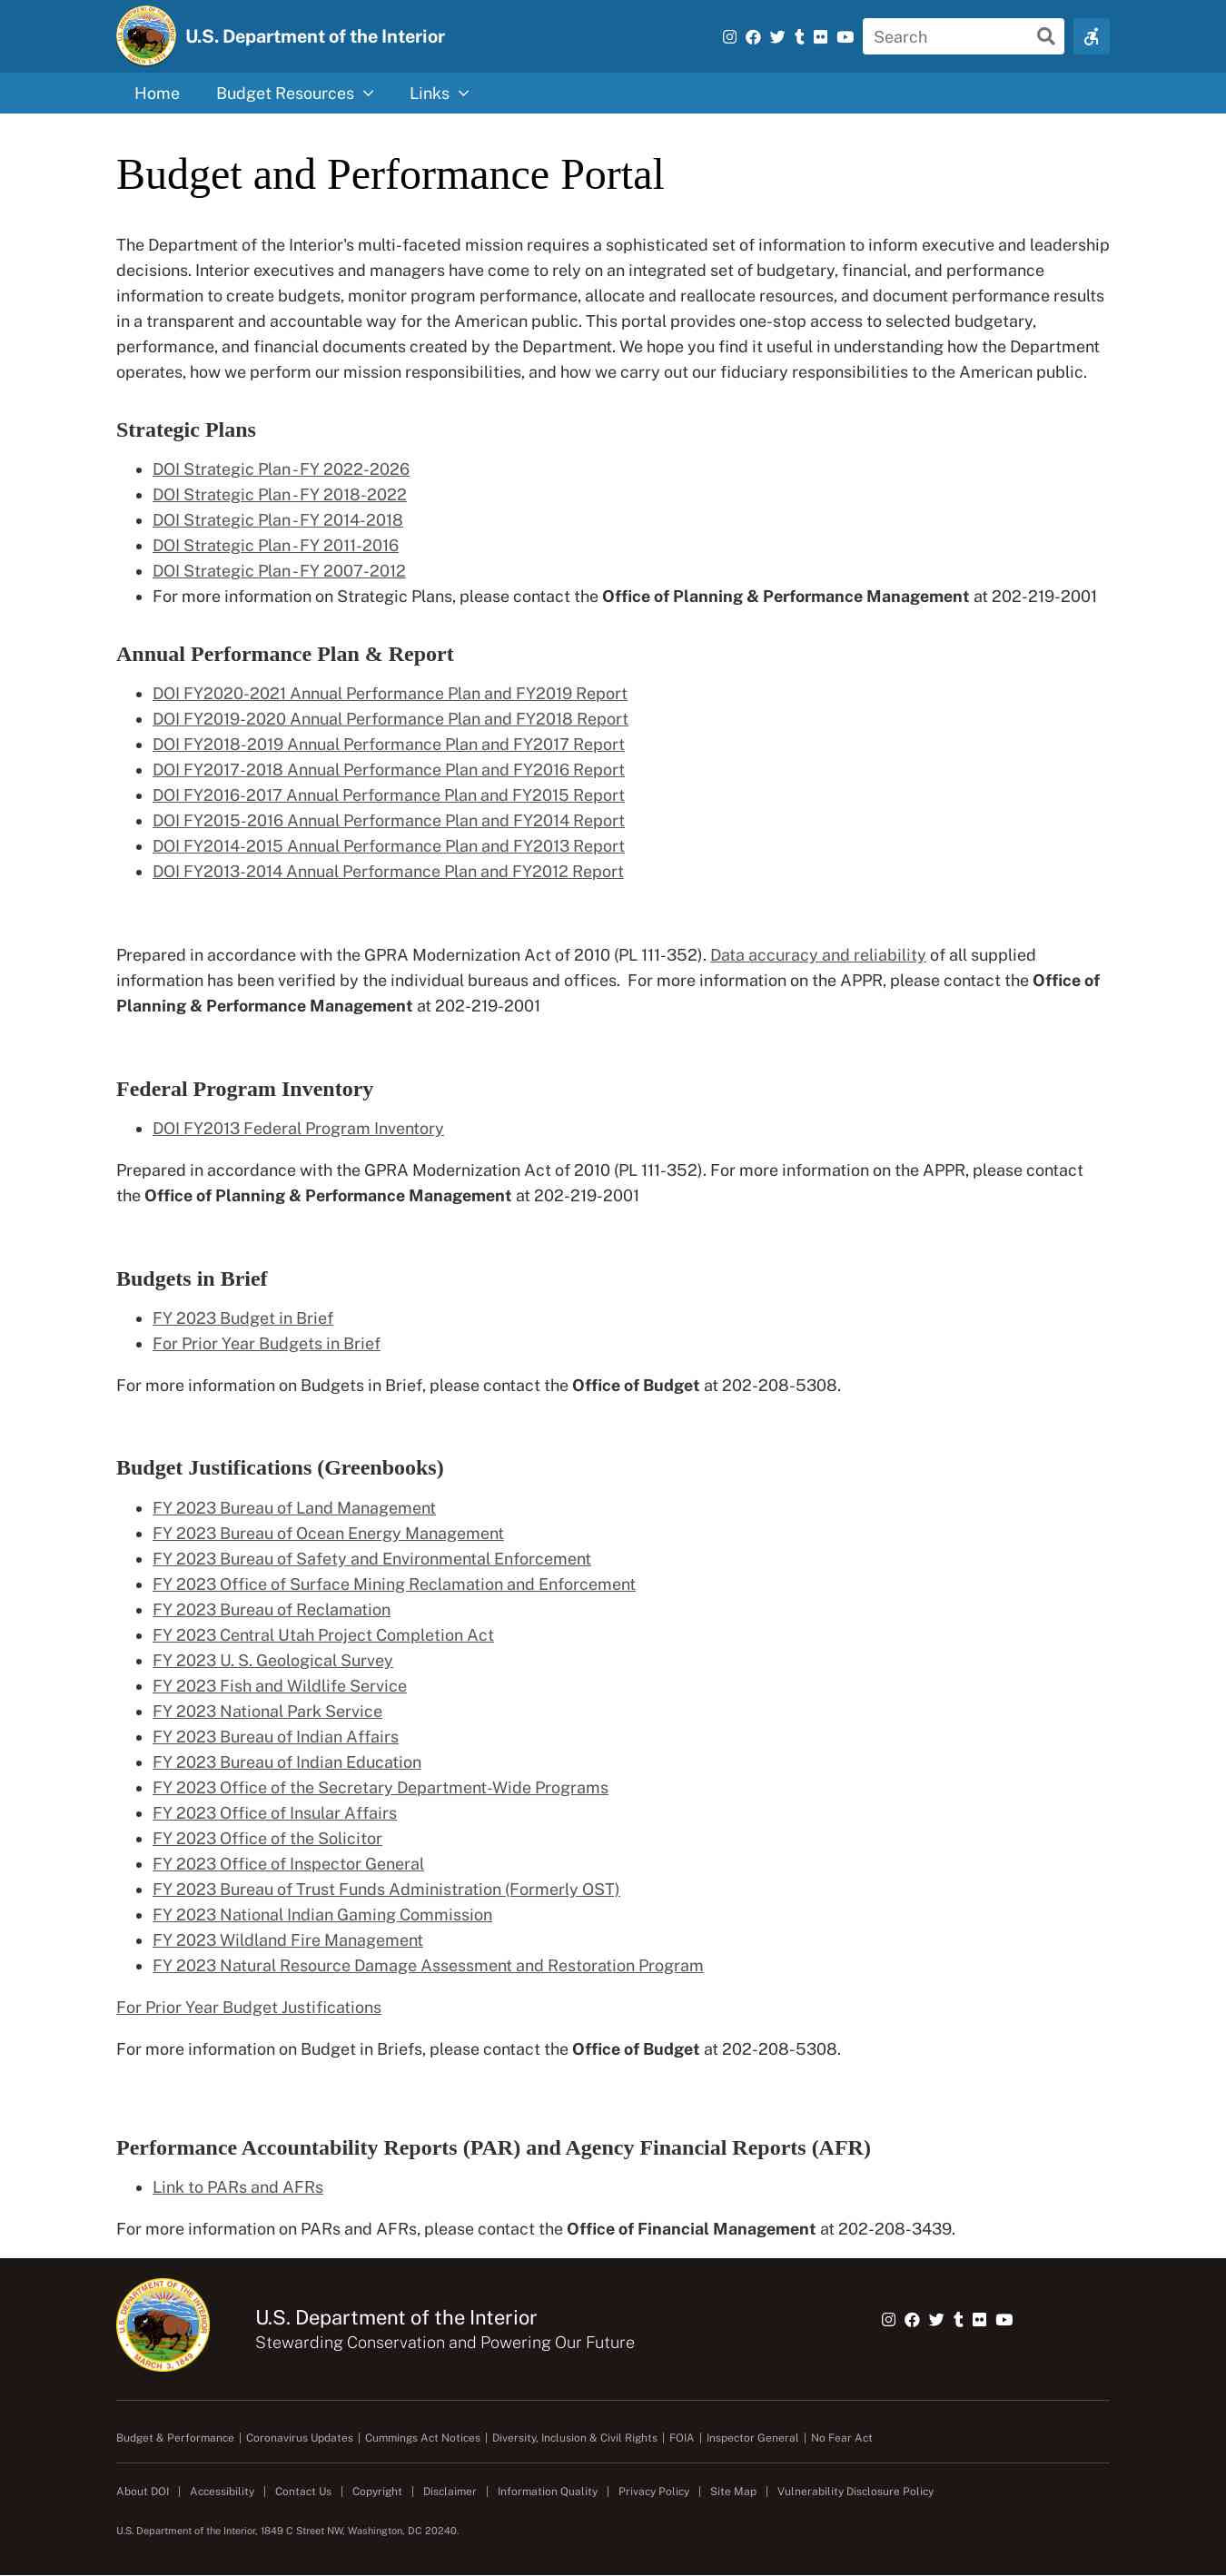 U.S. Department of the Interior
Search
Home Budget Resources Links
Budget and Performance Portal
The Department of the Interior's multi-faceted mission requires a sophisticated set of information to inform executive and leadership
decisions. Interior executives and managers have come to rely on an integrated set of budgetary, financial, and performance
information to create budgets, monitor program performance, allocate and reallocate resources, and document performance results
in a transparent and accountable way for the American public. This portal provides one-stop access to selected budgetary,
performance, and financial documents created by the Department. We hope you find it useful in understanding how the Department
operates, how we perform our mission responsibilities, and how we carry out our fiduciary responsibilities to the American public.
Strategic Plans
DOI Strategic Plan - FY 2022-2026
DOI Strategic Plan - FY 2018-2022
DOI Strategic Plan - FY 2014-2018
DOI Strategic Plan - FY 2011-2016
DOI Strategic Plan - FY 2007-2012
For more information on Strategic Plans, please contact the Office of Planning & Performance Management at 202-219-2001
Annual Performance Plan & Report
DOI FY2020-2021 Annual Performance Plan and FY2019 Report
DOI FY2019-2020 Annual Performance Plan and FY2018 Report
DOI FY2018-2019 Annual Performance Plan and FY2017 Report
DOI FY2017-2018 Annual Performance Plan and FY2016 Report
DOI FY2016-2017 Annual Performance Plan and FY2015 Report
DOI FY2015-2016 Annual Performance Plan and FY2014 Report
DOI FY2014-2015 Annual Performance Plan and FY2013 Report
DOI FY2013-2014 Annual Performance Plan and FY2012 Report
Prepared in accordance with the GPRA Modernization Act of 2010 (PL 111-352). Data accuracy and reliability of all supplied
information has been verified by the individual bureaus and offices. For more information on the APPR, please contact the Office of
Planning & Performance Management at 202-219-2001
Federal Program Inventory
DOI FY2013 Federal Program Inventory
Prepared in accordance with the GPRA Modernization Act of 2010 (PL 111-352). For more information on the APPR, please contact
the Office of Planning & Performance Management at 202-219-2001
Budgets in Brief
FY 2023 Budget in Brief
For Prior Year Budgets in Brief
For more information on Budgets in Brief, please contact the Office of Budget at 202-208-5308.
Budget Justifications (Greenbooks)
FY 2023 Bureau of Land Management
FY 2023 Bureau of Ocean Energy Management
FY 2023 Bureau of Safety and Environmental Enforcement
FY 2023 Office of Surface Mining Reclamation and Enforcement
FY 2023 Bureau of Reclamation
FY 2023 Central Utah Project Completion Act
FY 2023 U. S. Geological Survey
FY 2023 Fish and Wildlife Service
FY 2023 National Park Service
FY 2023 Bureau of Indian Affairs
FY 2023 Bureau of Indian Education
FY 2023 Office of the Secretary Department-Wide Programs
FY 2023 Office of Insular Affairs
FY 2023 Office of the Solicitor
FY 2023 Office of Inspector General
FY 2023 Bureau of Trust Funds Administration (Formerly OST)
FY 2023 National Indian Gaming Commission
FY 2023 Wildland Fire Management
FY 2023 Natural Resource Damage Assessment and Restoration Program
For Prior Year Budget Justifications
For more information on Budget in Briefs, please contact the Office of Budget at 202-208-5308.
Performance Accountability Reports (PAR) and Agency Financial Reports (AFR)
Link to PARs and AFRs
For more information on PARs and AFRs, please contact the Office of Financial Management at 202-208-3439.
U.S. DEPARTMENT OF THE INTERIOR
MARCH 3, 1849
U.S. Department of the Interior
Stewarding Conservation and Powering Our Future
Budget & Performance | Coronavirus Updates | Cummings Act Notices | Diversity, Inclusion & Civil Rights | FOIA | Inspector General | No Fear Act
About DOI | Accessibility | Contact Us | Copyright | Disclaimer | Information Quality | Privacy Policy | Site Map | Vulnerability Disclosure Policy
U.S. Department of the Interior, 1849 C Street NW, Washington, DC 20240.